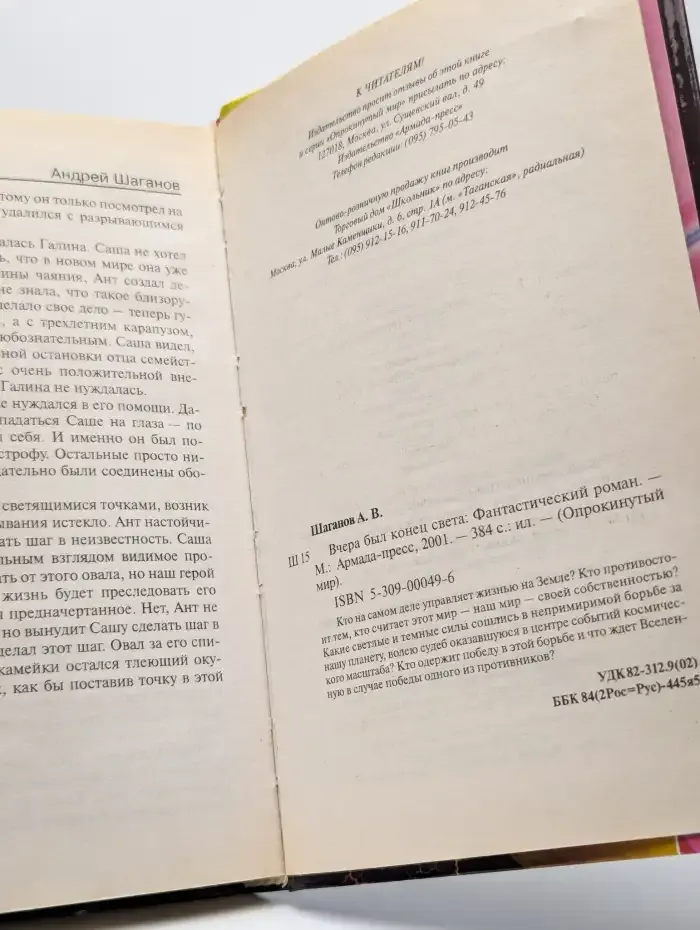 Андрей Шаганов
тому он только посмотрел на
удалился с разрывающимся
алась Галина. Саша не хотел
ь, что в новом мире она уже
ины чаяния, Ант создал де-
не знала, что такое близору-
делало свое дело — теперь гу-
, а с трехлетним карапузом,
юбознательным. Саша видел,
ной остановки отца семейст-
с очень положительной вне-
Галина не нуждалась.
е нуждался в его помощи. Да-
падаться Саше на глаза — по
я себя. И именно он был по-
строфу. Остальные просто ни-
дательно были соединены обо-
светящимися точками, возник
ывания истекло. Ант настойчи-
ать шаг в неизвестность. Саша
льным взглядом видимое про-
ать от этого овала, но наш герой
жизнь будет преследовать его
я предначертанное. Нет, Ант не
но вынудит Сашу сделать шаг в
делал этот шаг. Овал за его спи-
камейки остался тлеющий оку-
к, как бы поставив точку в этой
К ЧИТАТЕЛЯМ!
Издательство просит отзывы об этой книге
в серии «Опрокинутый мир» присылать по адресу:
127018, Москва, ул. Сущевский вал, д. 49
Издательство «Армада-пресс»
Телефон редакции: (095) 795-05-43
Оптово-розничную продажу книг производит
Торговый дом «Школьник» по адресу:
Москва, ул. Малые Каменщики, д. 6, стр. 1А (м. «Таганская», радиальная)
Тел.: (095) 912-15-16, 911-70-24, 912-45-76
Шаганов А. В.
Ш 15 Вчера был конец света: Фантастический роман. —
М.: Армада-пресс, 2001. — 384 с.: ил. — (Опрокинутый
мир).
ISBN 5-309-00049-6
Кто на самом деле управляет жизнью на Земле? Кто противосто-
ит тем, кто считает этот мир — наш мир — своей собственностью?
Какие светлые и темные силы сошлись в непримиримой борьбе за
нашу планету, волею судеб оказавшуюся в центре событий космичес-
кого масштаба? Кто одержит победу в этой борьбе и что ждет Вселен-
ную в случае победы одного из противников?
УДК 82-312.9(02)
ББК 84(2Рос=Рус)-445я5